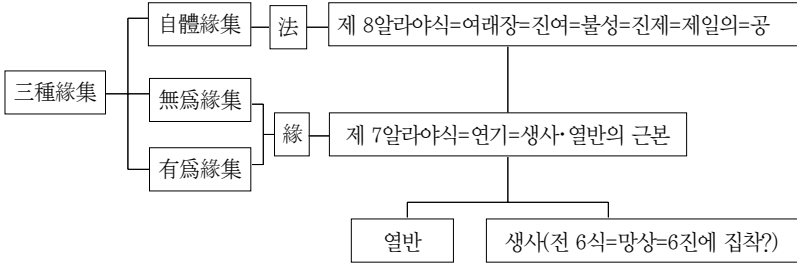 自體緣集
法
제 8알라야식=여래장=진여=불성=진제=제일의=공
三種緣集
無爲緣集
緣
제 7알라야식=연기=생사·열반의 근본
有爲緣集
열반
생사(전 6식=망상=6진에 집착?)